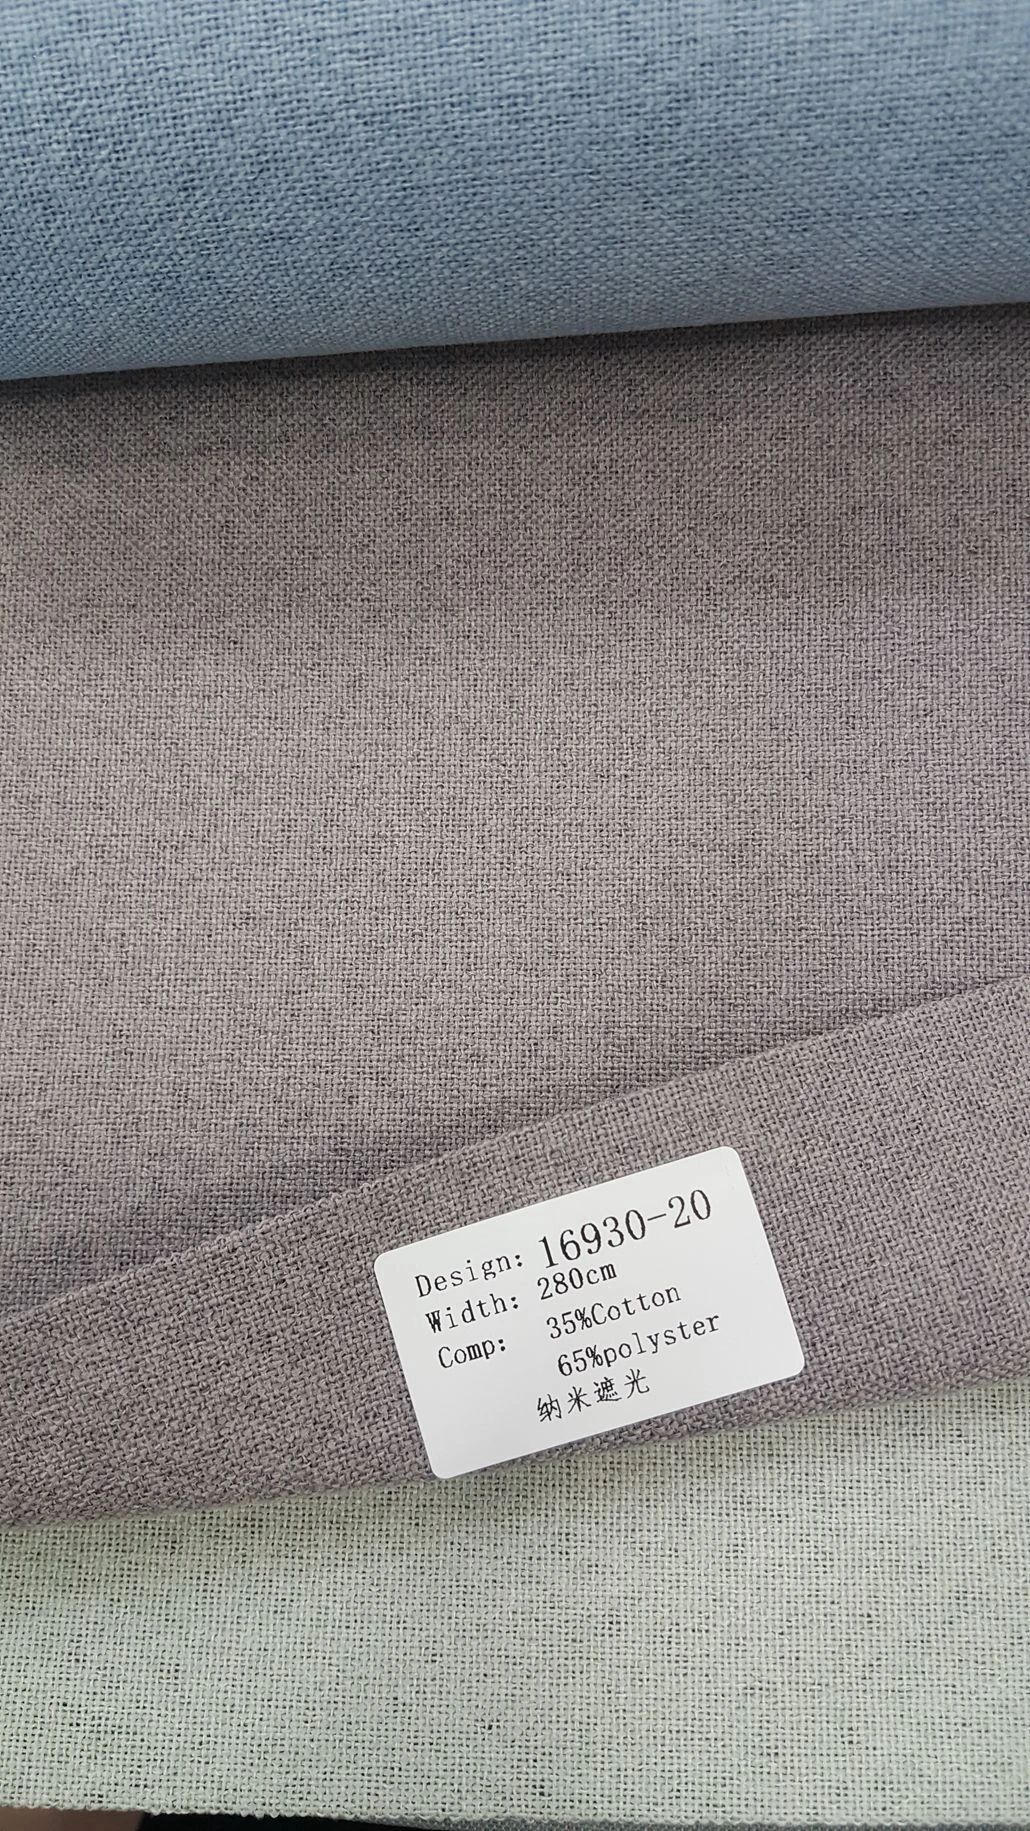 Design: 16930-20
Width: 280cm
Comp: 35%Cotton
65%polyster
纳米遮光